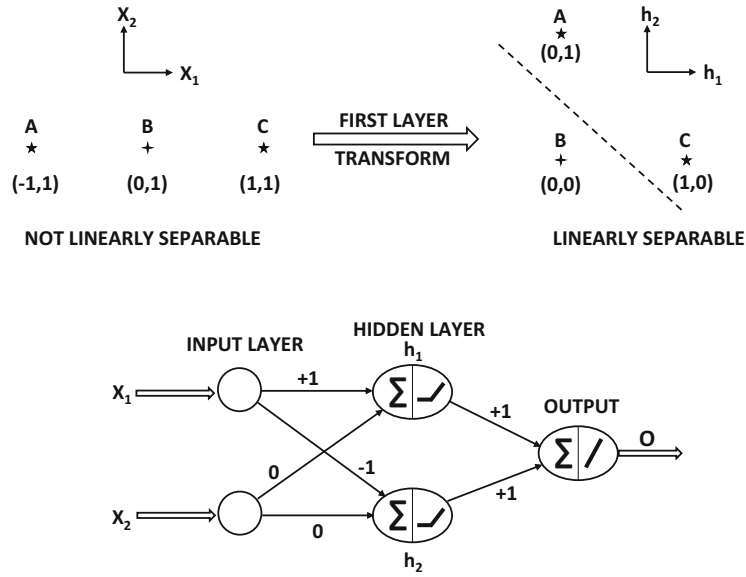 X2
X1
A B C
(-1,1) (0,1) (1,1)
NOT LINEARLY SEPARABLE
FIRST LAYER
TRANSFORM
A
(0,1)
h2
h1
B C
(0,0) (1,0)
LINEARLY SEPARABLE
INPUT LAYER
HIDDEN LAYER
h1
X1
+1
∑
+1
OUTPUT
∑
O
0
-1
X2
0
∑
+1
h2